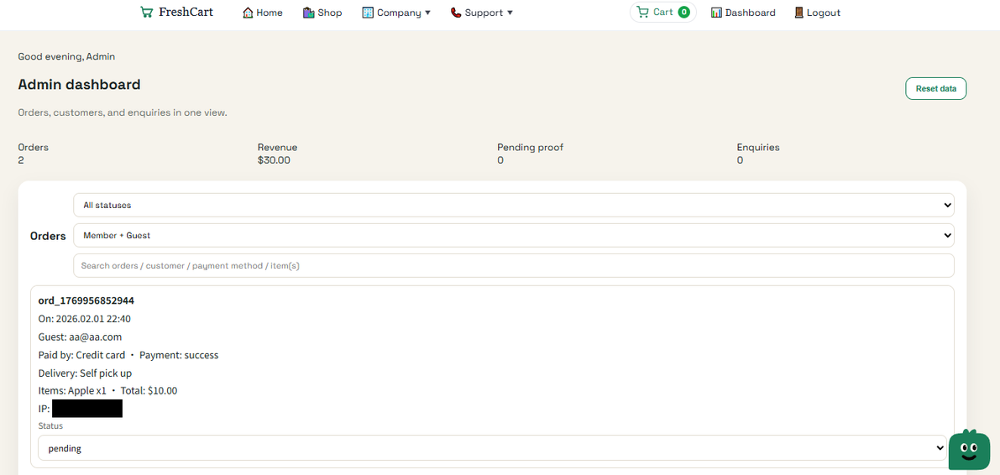 FreshCart Home Shop Company ▼ Support ▼ Cart 0 Dashboard Logout
Good evening, Admin
Admin dashboard
Reset data
Orders, customers, and enquiries in one view.
Orders Revenue Pending proof Enquiries
2 $30.00 0 0
All statuses
Orders
Member + Guest
Search orders / customer / payment method / item(s)
ord_1769956852944
On: 2026.02.01 22:40
Guest: aa@aa.com
Paid by: Credit card • Payment: success
Delivery: Self pick up
Items: Apple x1 • Total: $10.00
IP:
Status
pending